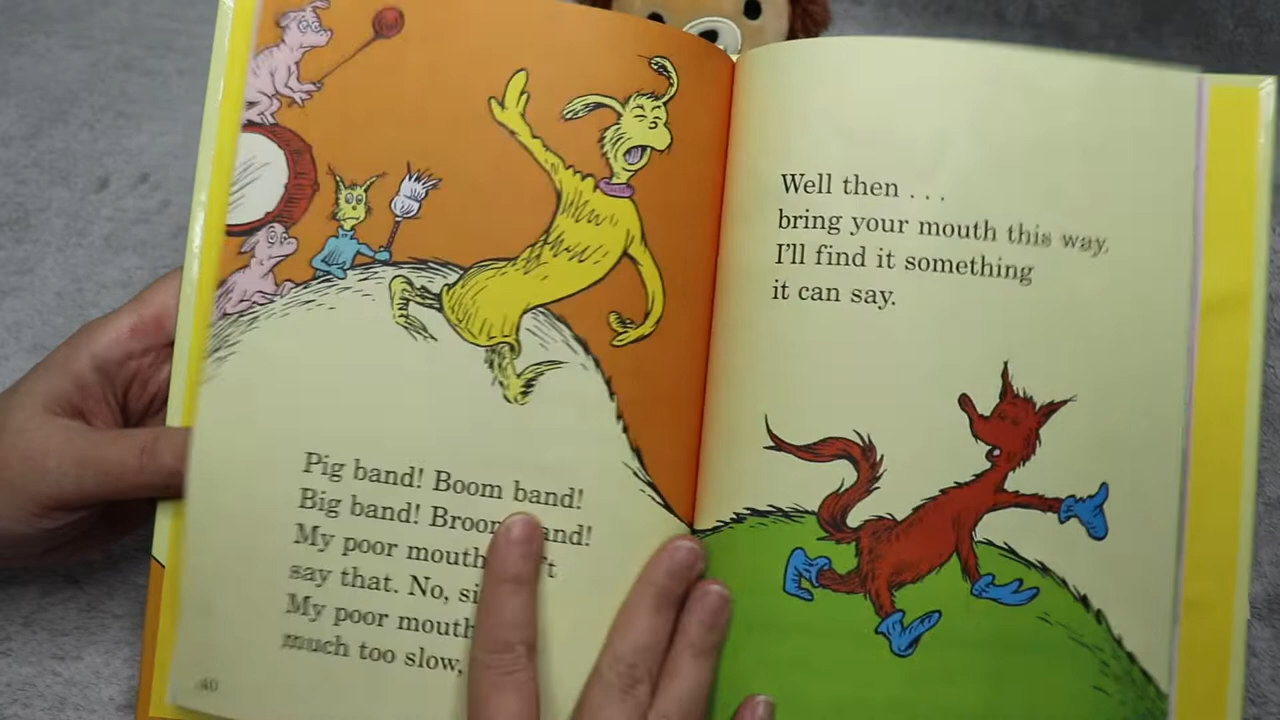 Pig band! Boom band!
Big band! Broom
My poor mouth
say that. No,
My poor mouth
much too slow,
40
Well then . . .
bring your mouth this way.
I'll find it something
it can say.